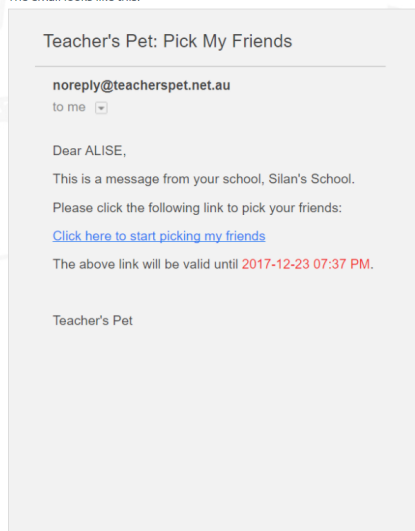 Teacher's Pet: Pick My Friends
noreply@teacherspet.net.au
to me
Dear ALISE,
This is a message from your school, Silan's School.
Please click the following link to pick your friends:
Click here to start picking my friends
The above link will be valid until 2017-12-23 07:37 PM.
Teacher's Pet